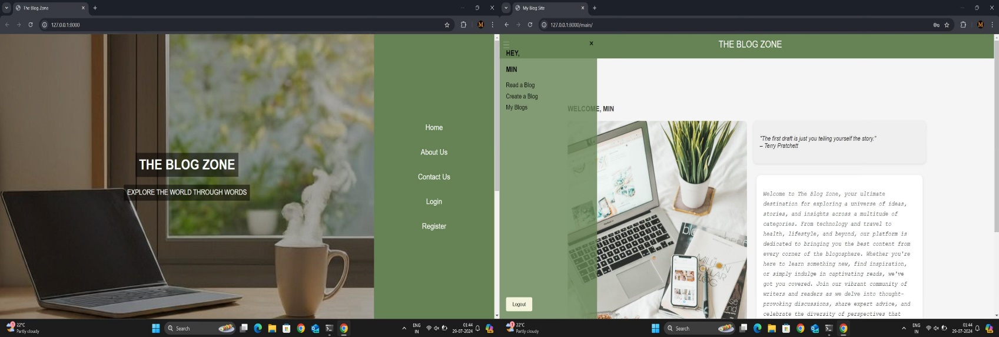 The Blog Zone
127.0.0.1:8000
THE BLOG ZONE
EXPLORE THE WORLD THROUGH WORDS
Home
About Us
Contact Us
Login
Register
22°C
Partly cloudy
Search
ENG
IN
01:44
29-07-2024
My Blog Site
127.0.0.1:8000/main/
THE BLOG ZONE
HEY,
MIN
Read a Blog
Create a Blog
My Blogs
Logout
WELCOME, MIN
"The first draft is just you telling yourself the story."
– Terry Pratchett
Welcome to The Blog Zone, your ultimate
destination for exploring a universe of ideas,
stories, and insights across a multitude of
categories. From technology and travel to
health, lifestyle, and beyond, our platform is
dedicated to bringing you the best content from
every corner of the blogosphere. Whether you're
here to learn something new, find inspiration,
or simply indulge in captivating reads, we've
got you covered. Join our vibrant community of
writers and readers as we delve into thought-
provoking discussions, share expert advice, and
celebrate the diversity of perspectives that
MILLION
DOLLAR
BLOG
22°C
Partly cloudy
Search
ENG
IN
01:44
29-07-2024